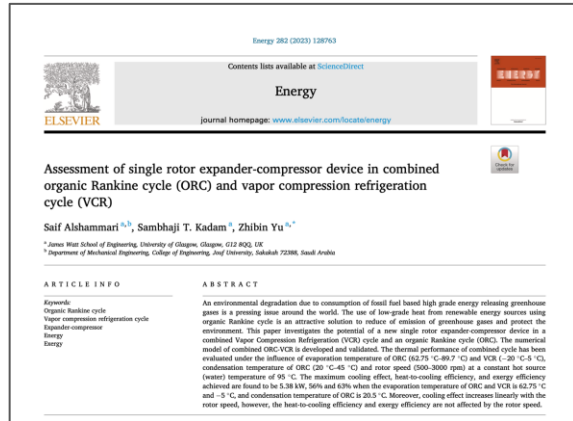 Energy 282 (2023) 128763
Contents lists available at ScienceDirect
Energy
ELSEVIER
journal homepage: www.elsevier.com/locate/energy
ENERGY
Check for updates
Assessment of single rotor expander-compressor device in combined
organic Rankine cycle (ORC) and vapor compression refrigeration
cycle (VCR)
Saif Alshammari a,b, Sambhaji T. Kadam a, Zhibin Yu a,*
a James Watt School of Engineering, University of Glasgow, Glasgow, G12 8QQ, UK
b Department of Mechanical Engineering, College of Engineering, Jouf University, Sakakah 72388, Saudi Arabia
ARTICLE INFO
Keywords:
Organic Rankine cycle
Vapor compression refrigeration cycle
Expander-compressor
Energy
Exergy
ABSTRACT
An environmental degradation due to consumption of fossil fuel based high grade energy releasing greenhouse
gases is a pressing issue around the world. The use of low-grade heat from renewable energy sources using
organic Rankine cycle is an attractive solution to reduce of emission of greenhouse gases and protect the
environment. This paper investigates the potential of a new single rotor expander-compressor device in a
combined Vapor Compression Refrigeration (VCR) cycle and an organic Rankine cycle (ORC). The numerical
model of combined ORC-VCR is developed and validated. The thermal performance of combined cycle has been
evaluated under the influence of evaporation temperature of ORC (62.75 °C–89.7 °C) and VCR (−20 °C-5 °C),
condensation temperature of ORC (20 °C–45 °C) and rotor speed (500–3000 rpm) at a constant hot source
(water) temperature of 95 °C. The maximum cooling effect, heat-to-cooling efficiency, and exergy efficiency
achieved are found to be 5.38 kW, 56% and 63% when the evaporation temperature of ORC and VCR is 62.75 °C
and −5 °C, and condensation temperature of ORC is 20.5 °C. Moreover, cooling effect increases linearly with the
rotor speed, however, the heat-to-cooling efficiency and exergy efficiency are not affected by the rotor speed.